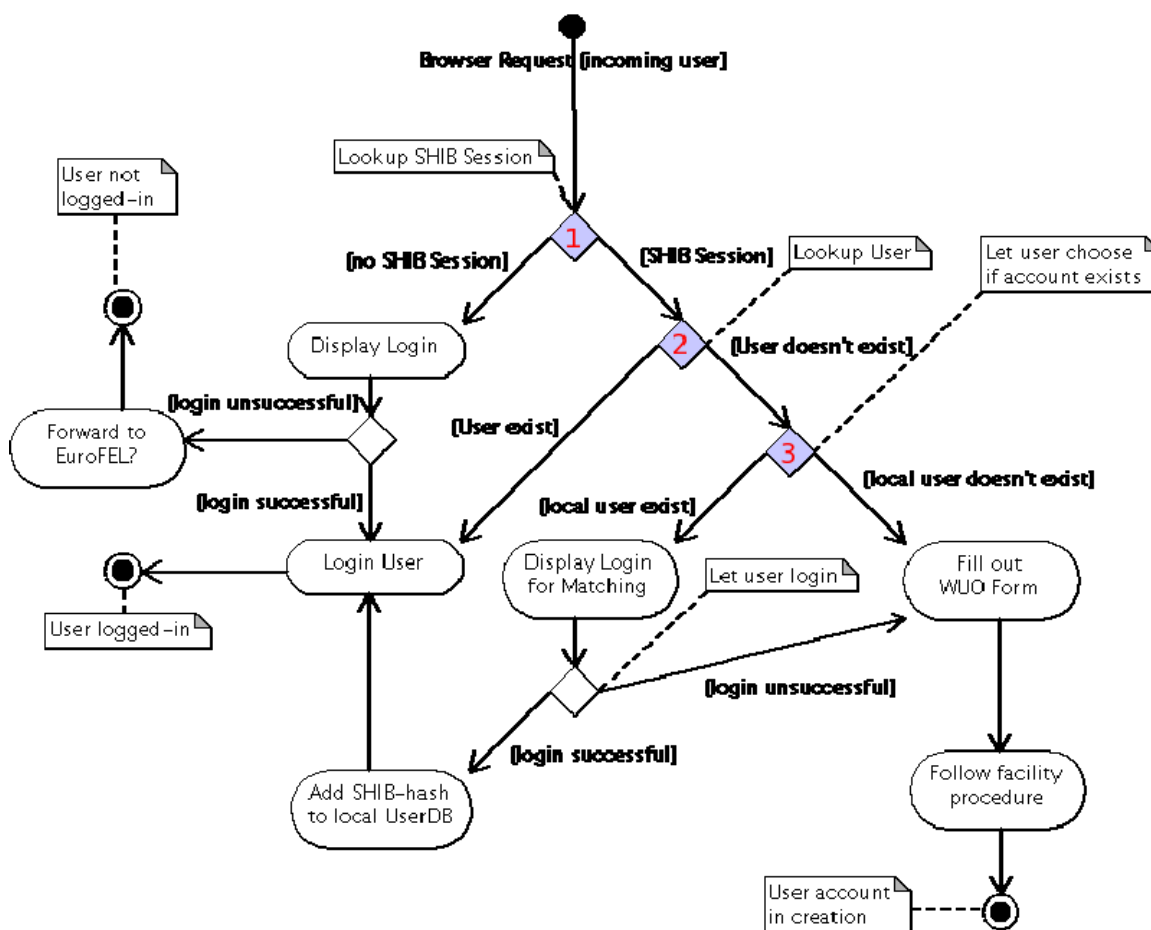 Browser Request [incoming user]
Lookup SHIB Session
User not
logged-in
1
[no SHIB Session]
[SHIB Session]
Lookup User
Let user choose
if account exists
Display Login
2
[User doesn't exist]
[login unsuccessful]
Forward to
EuroFEL?
[User exist]
3
[login successful]
[local user exist]
[local user doesn't exist]
Login User
Display Login
for Matching
Let user login
Fill out
WUO Form
User logged-in
[login unsuccessful]
[login successful]
Add SHIB-hash
to local UserDB
Follow facility
procedure
User account
in creation